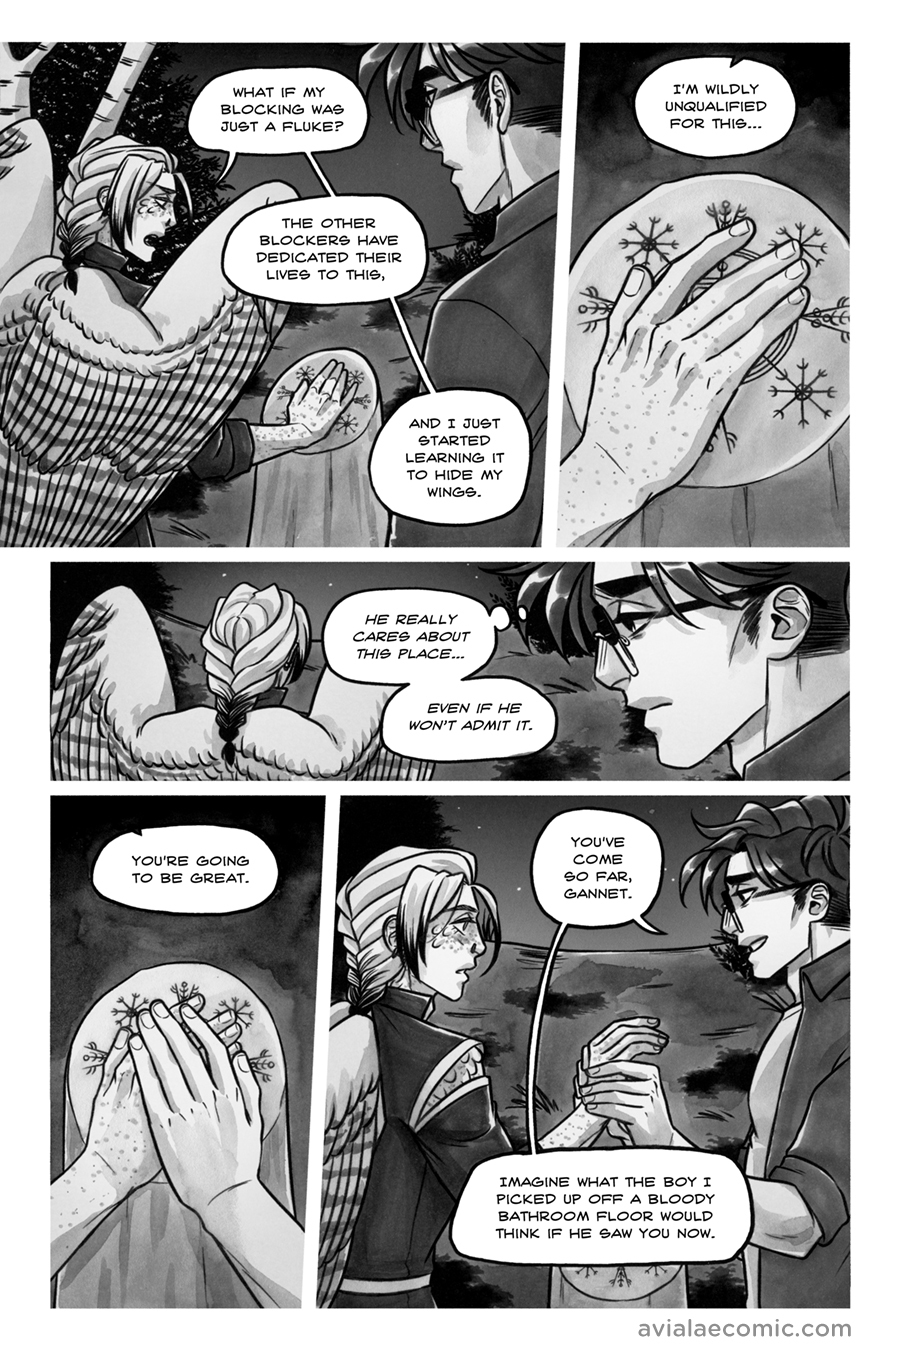 WHAT IF MY
BLOCKING WAS
JUST A FLUKE?
THE OTHER
BLOCKERS HAVE
DEDICATED THEIR
LIVES TO THIS,
AND I JUST
STARTED
LEARNING IT
TO HIDE MY
WINGS.
I'M WILDLY
UNQUALIFIED
FOR THIS...
HE REALLY
CARES ABOUT
THIS PLACE...
EVEN IF HE
WON'T ADMIT IT.
YOU'RE GOING
TO BE GREAT.
YOU'VE
COME
SO FAR,
GANNET.
IMAGINE WHAT THE BOY I
PICKED UP OFF A BLOODY
BATHROOM FLOOR WOULD
THINK IF HE SAW YOU NOW.
avialaecomic.com